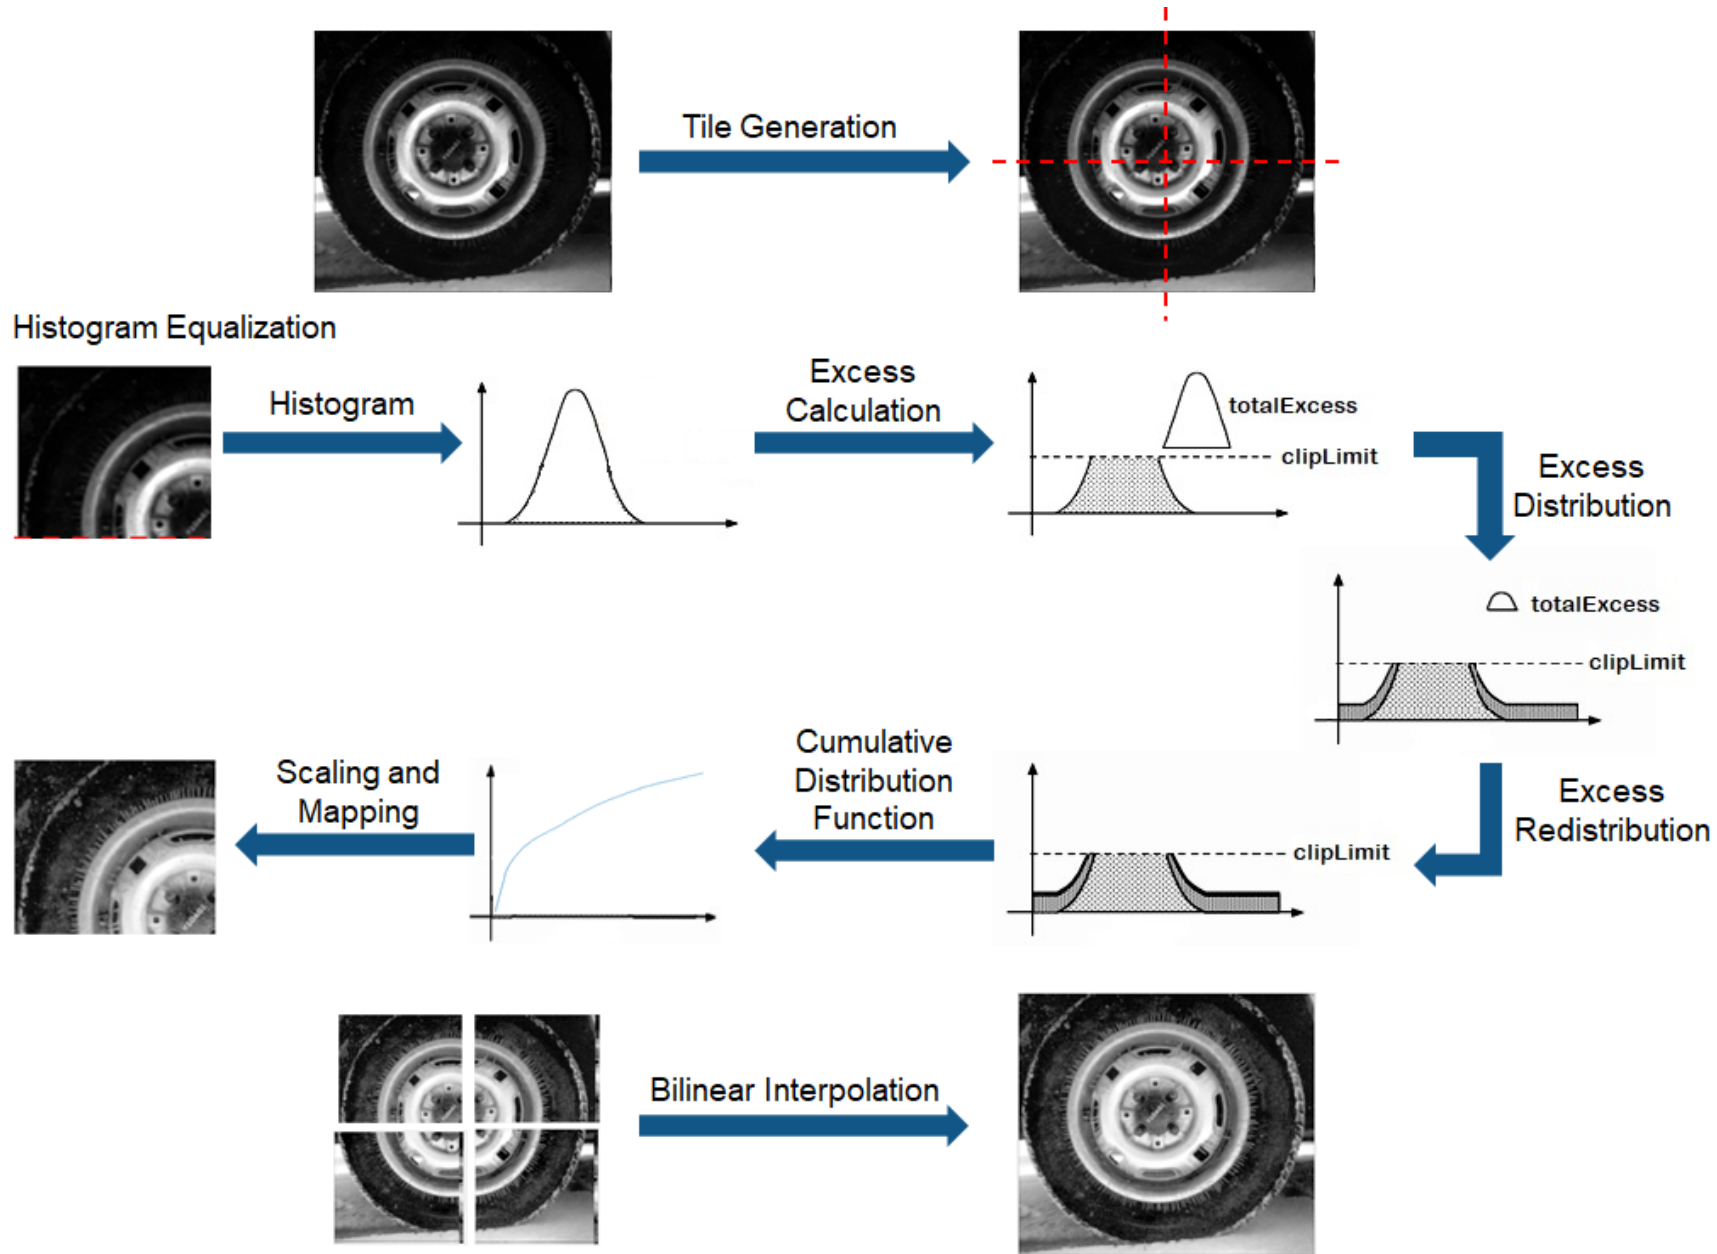 Tile Generation
Histogram Equalization
Histogram
Excess
Calculation
totalExcess
clipLimit
Excess
Distribution
totalExcess
clipLimit
Excess
Redistribution
clipLimit
Cumulative
Distribution
Function
Scaling and
Mapping
Bilinear Interpolation